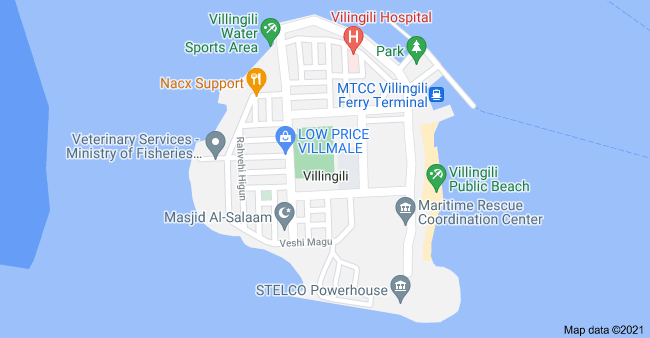 Villingili
Water
Sports Area
Vilingili Hospital
Park
Nacx Support
MTCC Villingili
Ferry Terminal
LOW PRICE
VILLMALE
Veterinary Services -
Ministry of Fisheries...
Rahvehi Higun
Villingili
Villingili
Public Beach
Masjid Al-Salaam
Maritime Rescue
Coordination Center
Veshi Magu
STELCO Powerhouse
Map data ©2021